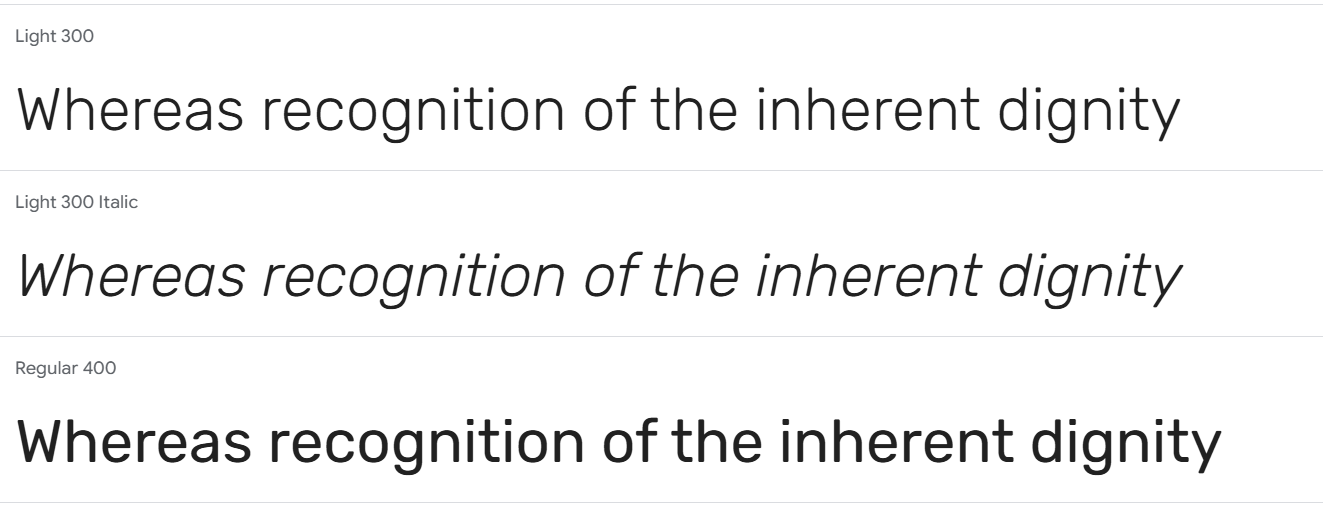 Light 300
Whereas recognition of the inherent dignity
Light 300 Italic
Whereas recognition of the inherent dignity
Regular 400
Whereas recognition of the inherent dignity